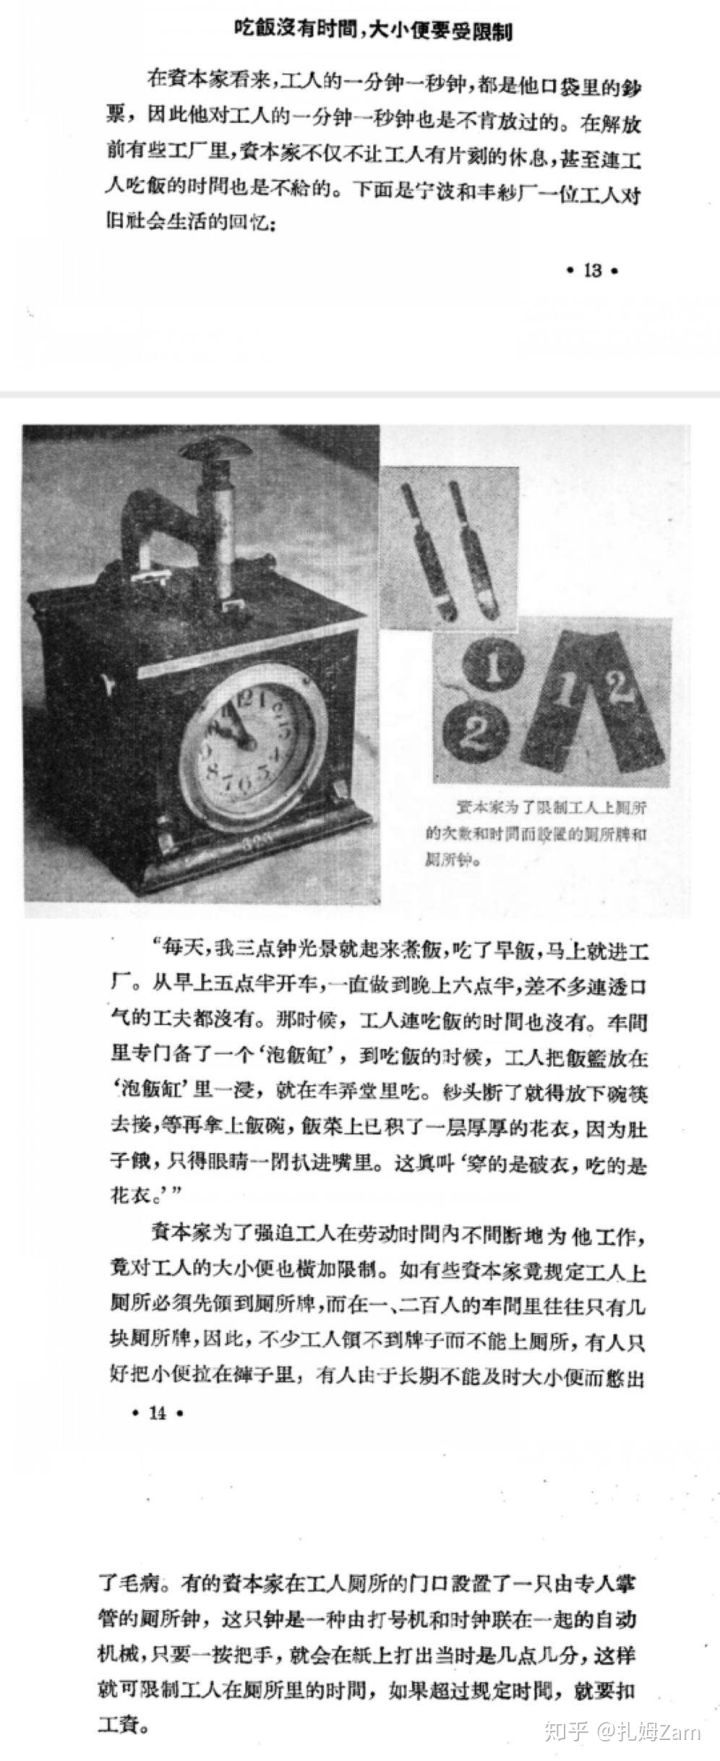 吃飯沒有时間，大小便要受限制
在資本家看来，工人的一分钟一秒钟，都是他口袋里的鈔
票，因此他对工人的一分钟一秒钟也是不肯放过的。在解放
前有些工厂里，資本家不仅不让工人有片刻的休息，甚至連工
人吃飯的时間也是不給的。下面是宁波和丰紗厂一位工人对
旧社会生活的回忆：
• 13 •
12
1
2
1
2
資本家为了限制工人上厠所
的次数和时間而設置的厠所牌和
厠所钟。
“每天，我三点钟光景就起来煮飯，吃了早飯，马上就进工
厂。从早上五点半开车，一直做到晚上六点半，差不多連透口
气的工夫都沒有。那时候，工人連吃飯的时間也沒有。车間
里专门备了一个‘泡飯缸’，到吃飯的时候，工人把飯籃放在
‘泡飯缸’里一浸，就在车弄堂里吃。紗头断了就得放下碗筷
去接，等再拿上飯碗，飯菜上已积了一层厚厚的花衣，因为肚
子餓，只得眼睛一閉扒进嘴里。这眞叫‘穿的是破衣，吃的是
花衣。’”
資本家为了强迫工人在劳动时間內不間断地为他工作，
竟对工人的大小便也橫加限制。如有些資本家竟规定工人上
厠所必須先領到厠所牌，而在一、二百人的车間里往往只有几
块厠所牌，因此，不少工人領不到牌子而不能上厠所，有人只
好把小便拉在褲子里，有人由于长期不能及时大小便而憋出
• 14 •
了毛病。有的資本家在工人厠所的门口設置了一只由专人掌
管的厠所钟，这只钟是一种由打号机和时钟联在一起的自动
机械，只要一按把手，就会在紙上打出当时是几点几分，这样
就可限制工人在厠所里的时間，如果超过规定时間，就要扣
工資。
知乎 @扎姆Zam